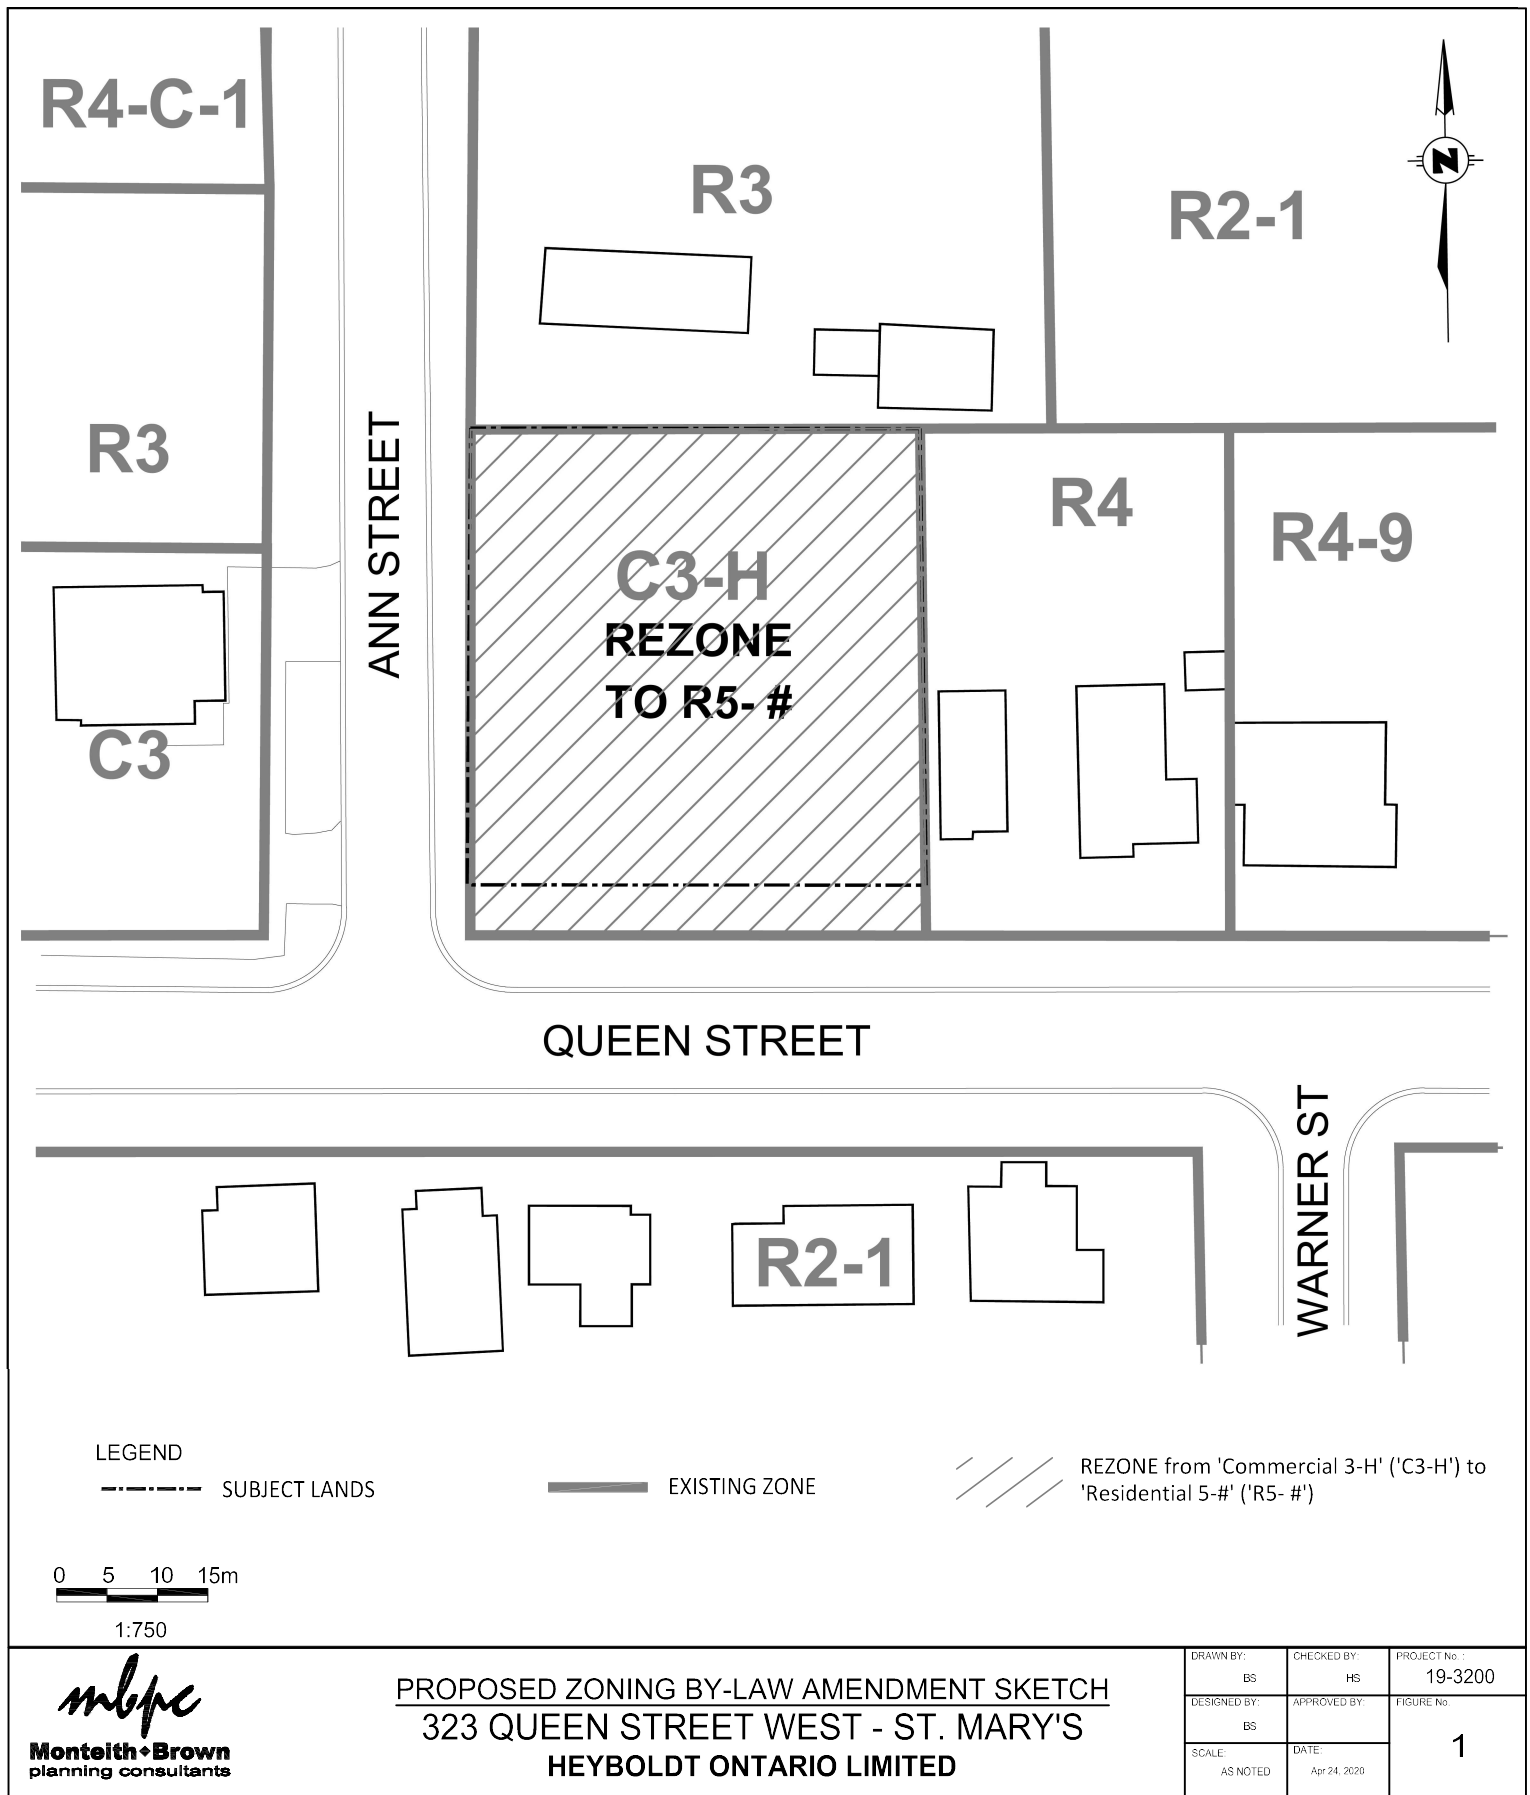 R4-C-1
R3
R2-1
N
R3
ANN STREET
C3-H
REZONE
TO R5- #
R4
R4-9
C3
QUEEN STREET
WARNER ST
R2-1
LEGEND
SUBJECT LANDS
EXISTING ZONE
REZONE from 'Commercial 3-H' ('C3-H') to
'Residential 5-#' ('R5- #')
0 5 10 15m
1:750
mbpc
Monteith Brown
planning consultants
PROPOSED ZONING BY-LAW AMENDMENT SKETCH
323 QUEEN STREET WEST - ST. MARY'S
HEYBOLDT ONTARIO LIMITED
DRAWN BY:
BS
CHECKED BY:
HS
PROJECT No. :
19-3200
DESIGNED BY:
BS
APPROVED BY:
FIGURE No.
1
SCALE:
AS NOTED
DATE:
Apr 24, 2020